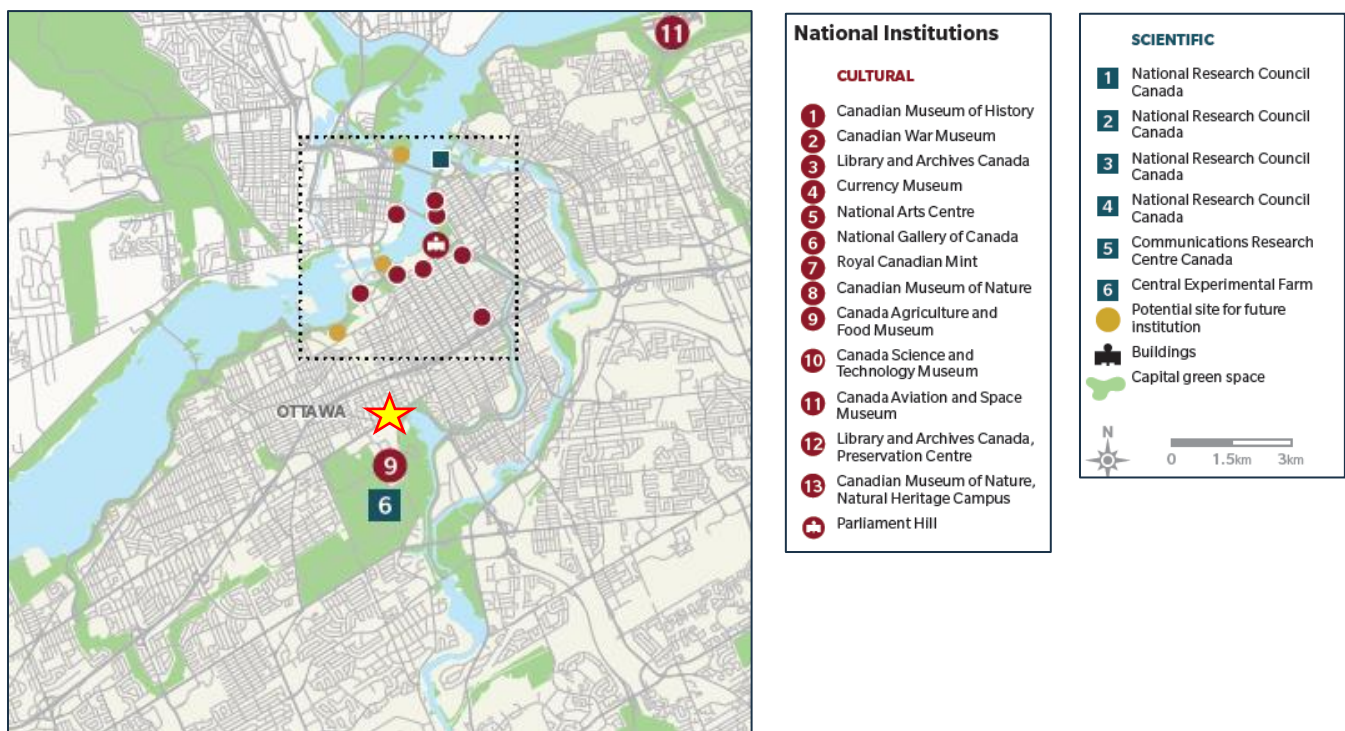 11
OTTAWA
9
6
National Institutions
CULTURAL
1 Canadian Museum of History
2 Canadian War Museum
3 Library and Archives Canada
4 Currency Museum
5 National Arts Centre
6 National Gallery of Canada
7 Royal Canadian Mint
8 Canadian Museum of Nature
9 Canada Agriculture and
Food Museum
10 Canada Science and
Technology Museum
11 Canada Aviation and Space
Museum
12 Library and Archives Canada,
Preservation Centre
13 Canadian Museum of Nature,
Natural Heritage Campus
Parliament Hill
SCIENTIFIC
1 National Research Council
Canada
2 National Research Council
Canada
3 National Research Council
Canada
4 National Research Council
Canada
5 Communications Research
Centre Canada
6 Central Experimental Farm
Potential site for future
institution
Buildings
Capital green space
N
0 1.5km 3km